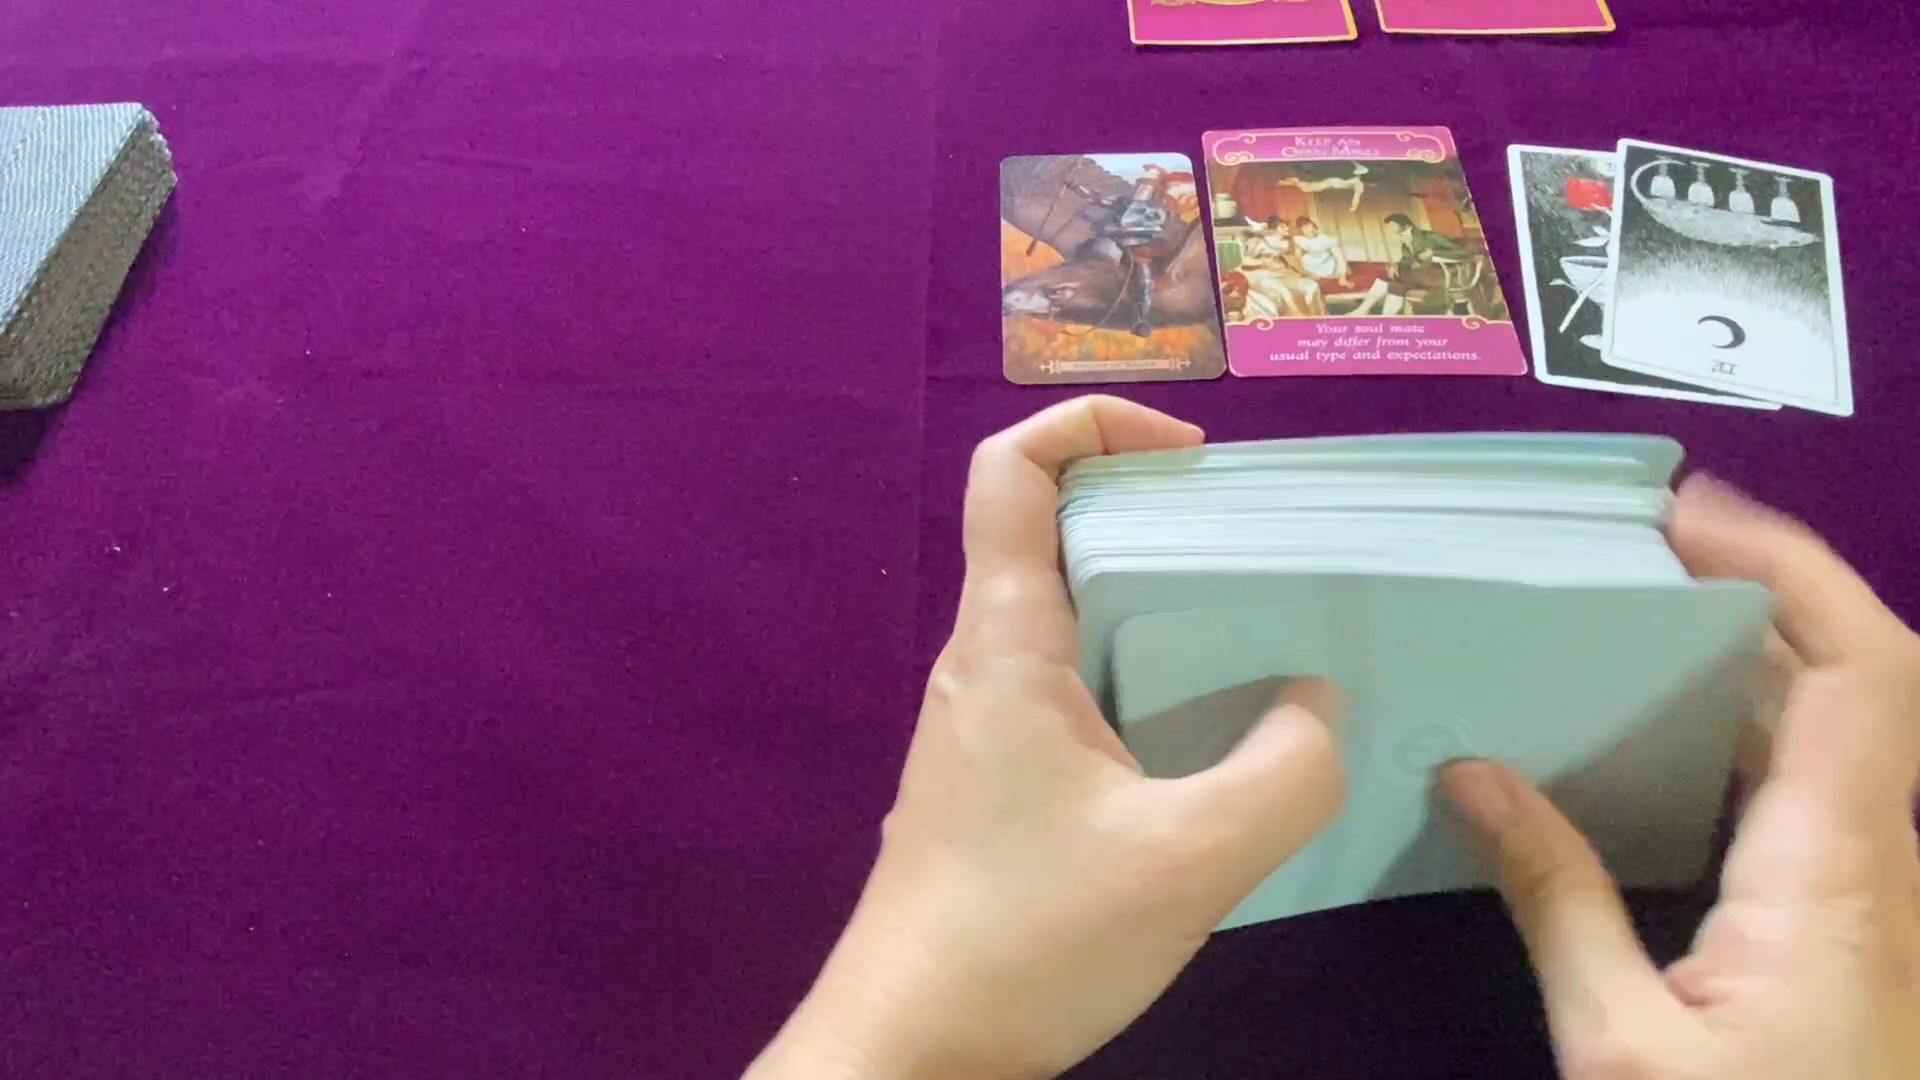 KEEP AN
OPEN MIND
Your soul mate
may differ from your
usual type and expectations.